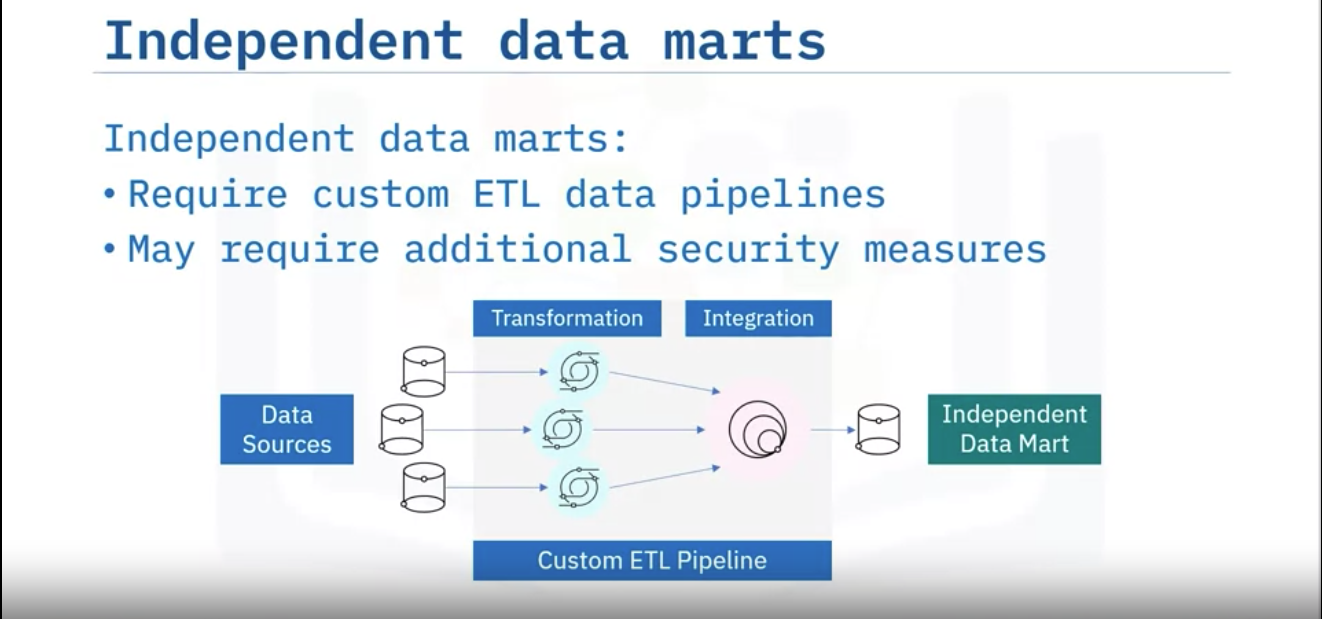 Independent data marts
Independent data marts:
• Require custom ETL data pipelines
• May require additional security measures
Transformation
Integration
Data
Sources
Independent
Data Mart
Custom ETL Pipeline